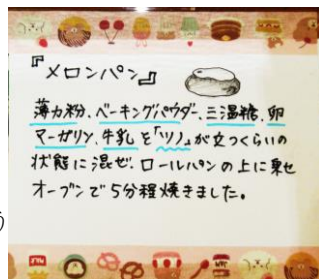 『メロンパン』
薄力粉、ベーキングパウダー、三温糖、卵
マーガリン、牛乳を「ツノ」が立つくらいの
状態に混ぜ、ロールパンの上に乗せ
オーブンで5分程焼きました。